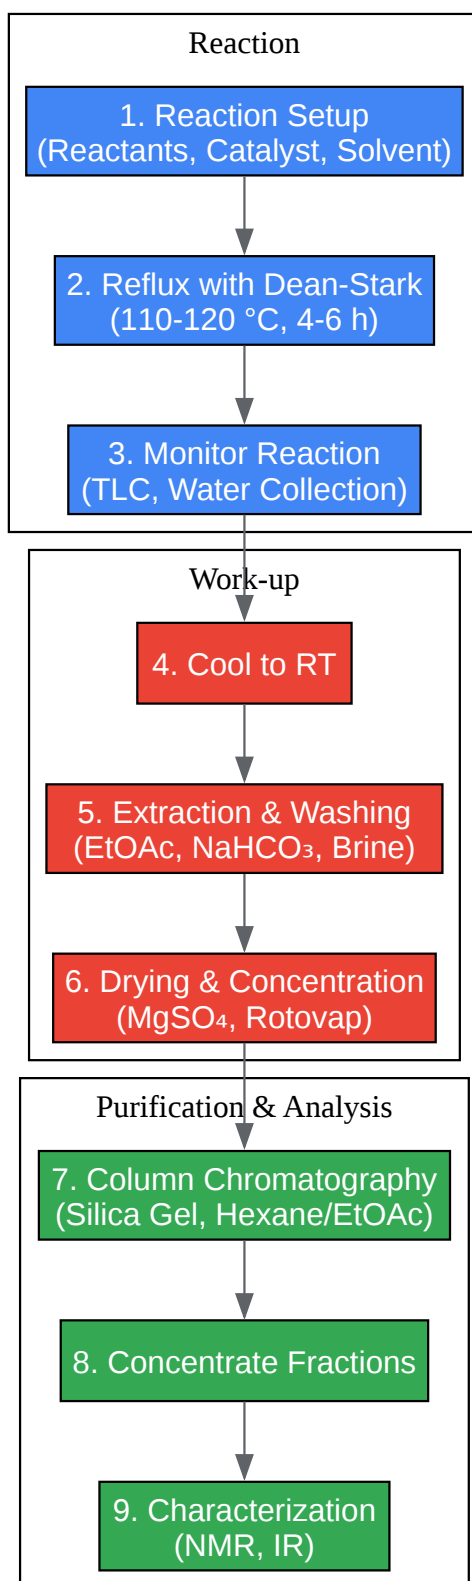 Reaction
1. Reaction Setup
(Reactants, Catalyst, Solvent)
2. Reflux with Dean-Stark
(110-120 °C, 4-6 h)
3. Monitor Reaction
(TLC, Water Collection)
Work-up
4. Cool to RT
5. Extraction & Washing
(EtOAc, NaHCO₃, Brine)
6. Drying & Concentration
(MgSO₄, Rotovap)
Purification & Analysis
7. Column Chromatography
(Silica Gel, Hexane/EtOAc)
8. Concentrate Fractions
9. Characterization
(NMR, IR)